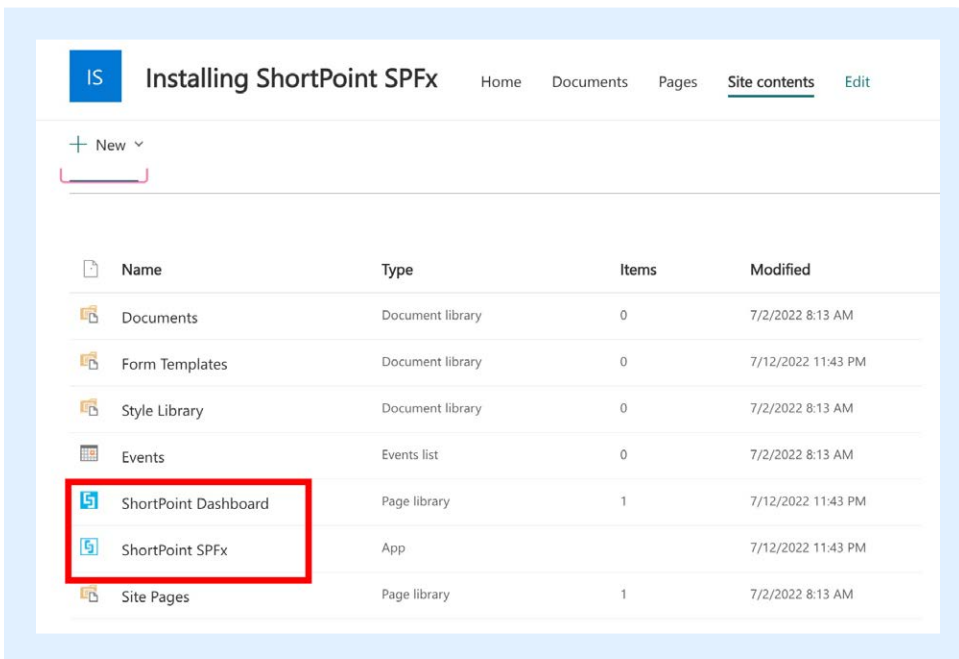 IS Installing ShortPoint SPFx Home Documents Pages Site contents Edit
+ New
Name Type Items Modified
Documents Document library 0 7/2/2022 8:13 AM
Form Templates Document library 0 7/12/2022 11:43 PM
Style Library Document library 0 7/2/2022 8:13 AM
Events Events list 0 7/2/2022 8:13 AM
ShortPoint Dashboard Page library 1 7/12/2022 11:43 PM
ShortPoint SPFx App 7/12/2022 11:43 PM
Site Pages Page library 1 7/2/2022 8:13 AM